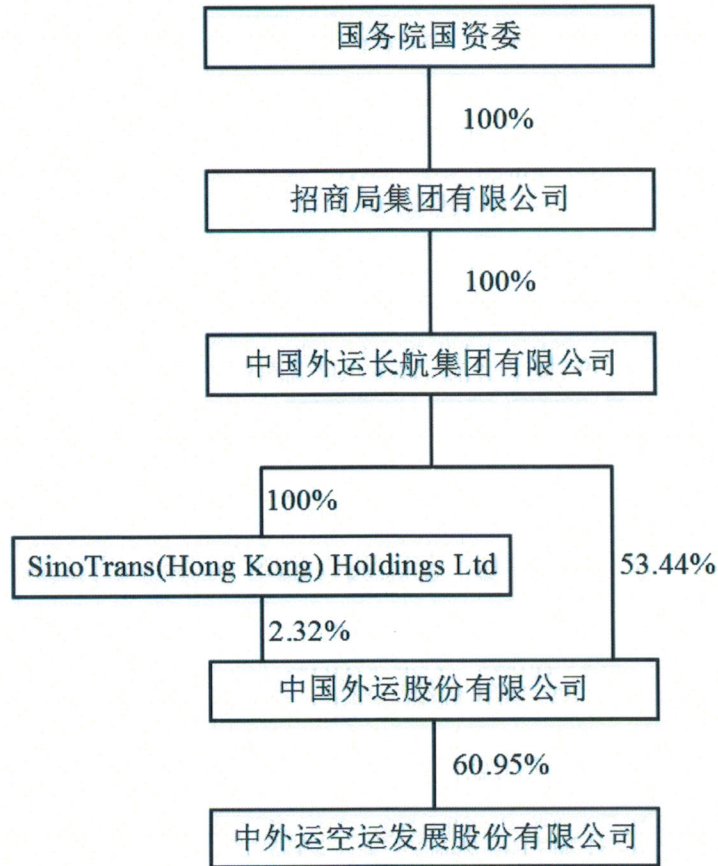 国务院国资委
100%
招商局集团有限公司
100%
中国外运长航集团有限公司
100%
SinoTrans(Hong Kong) Holdings Ltd
53.44%
2.32%
中国外运股份有限公司
60.95%
中外运空运发展股份有限公司